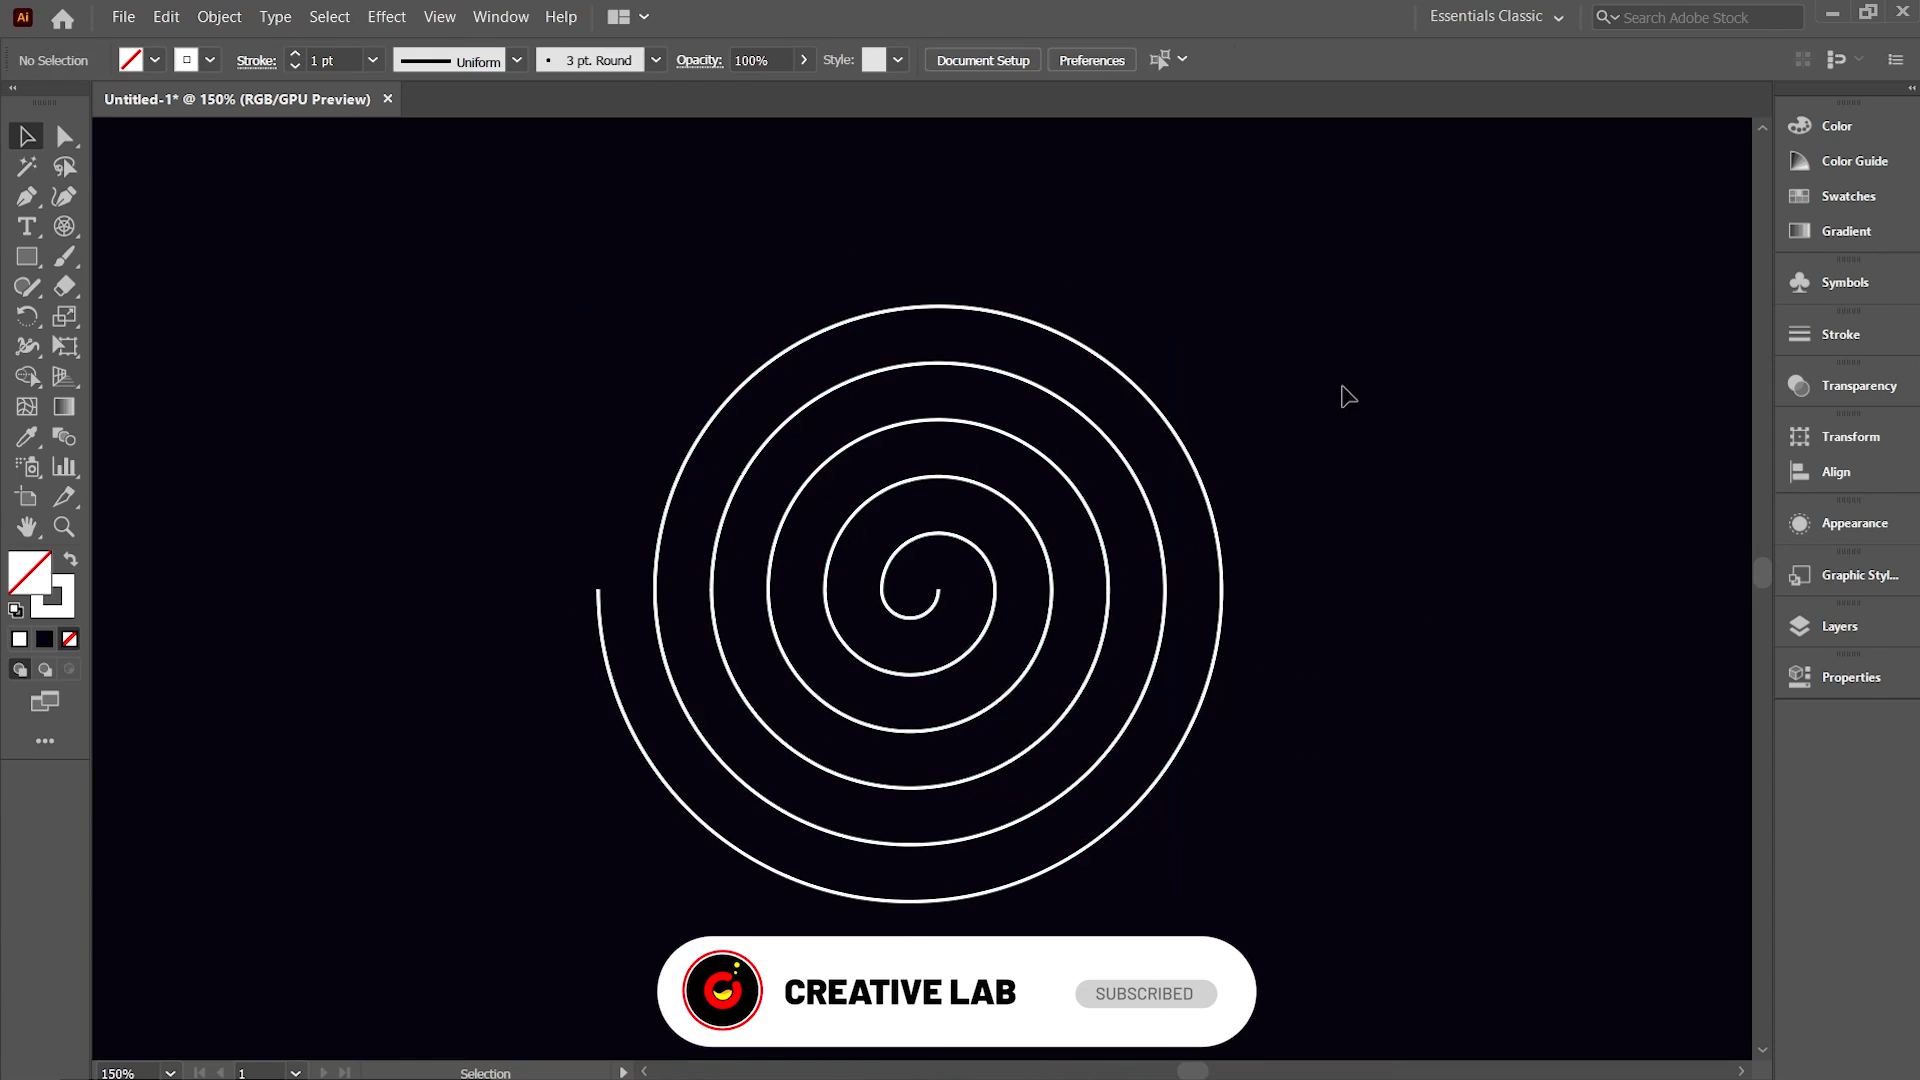 Ai File Edit Object Type Select Effect View Window Help Essentials Classic Search Adobe Stock
No Selection Stroke: 1 pt Uniform 3 pt. Round Opacity: 100% Style: Document Setup Preferences
Untitled-1* @ 150% (RGB/GPU Preview)
Color
Color Guide
Swatches
Gradient
Symbols
Stroke
Transparency
Transform
Align
Appearance
Graphic Styl...
Layers
Properties
CREATIVE LAB SUBSCRIBED
150% 1 Selection